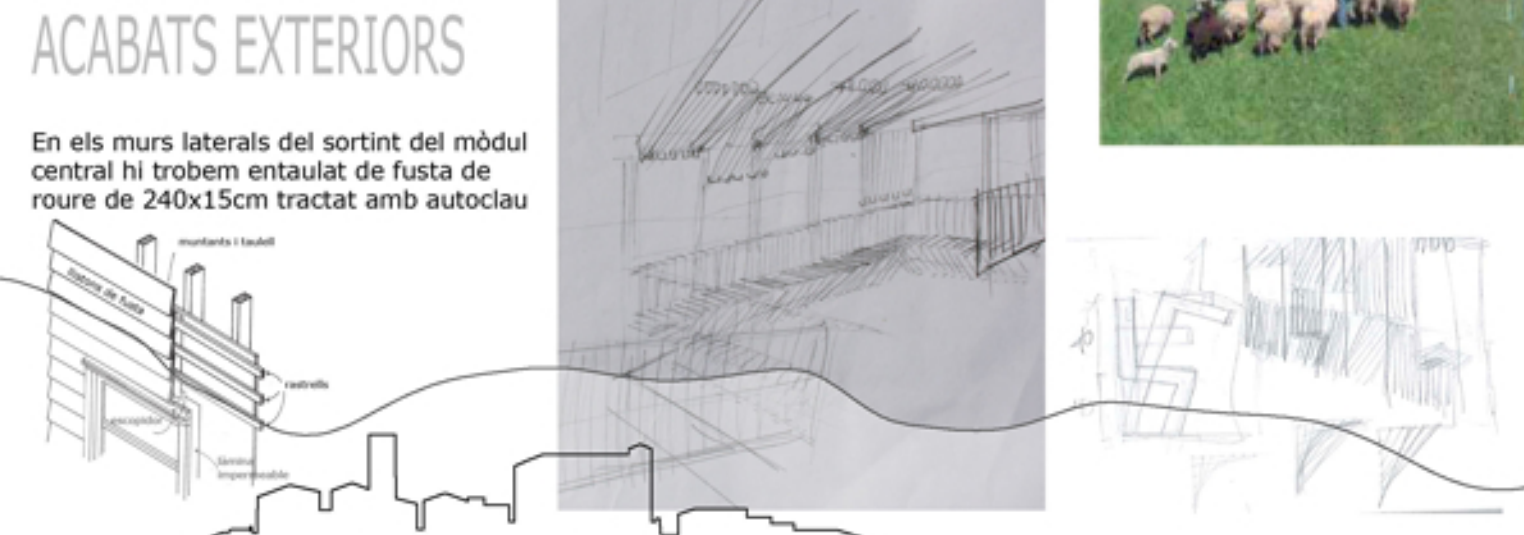 ACABATS EXTERIORS
En els murs laterals del sortint del mòdul
central hi trobem entaulat de fusta de
roure de 240x15cm tractat amb autoclau
muntants i taulell
llistons de fusta
rastrells
escopidor
làmina
impermeable